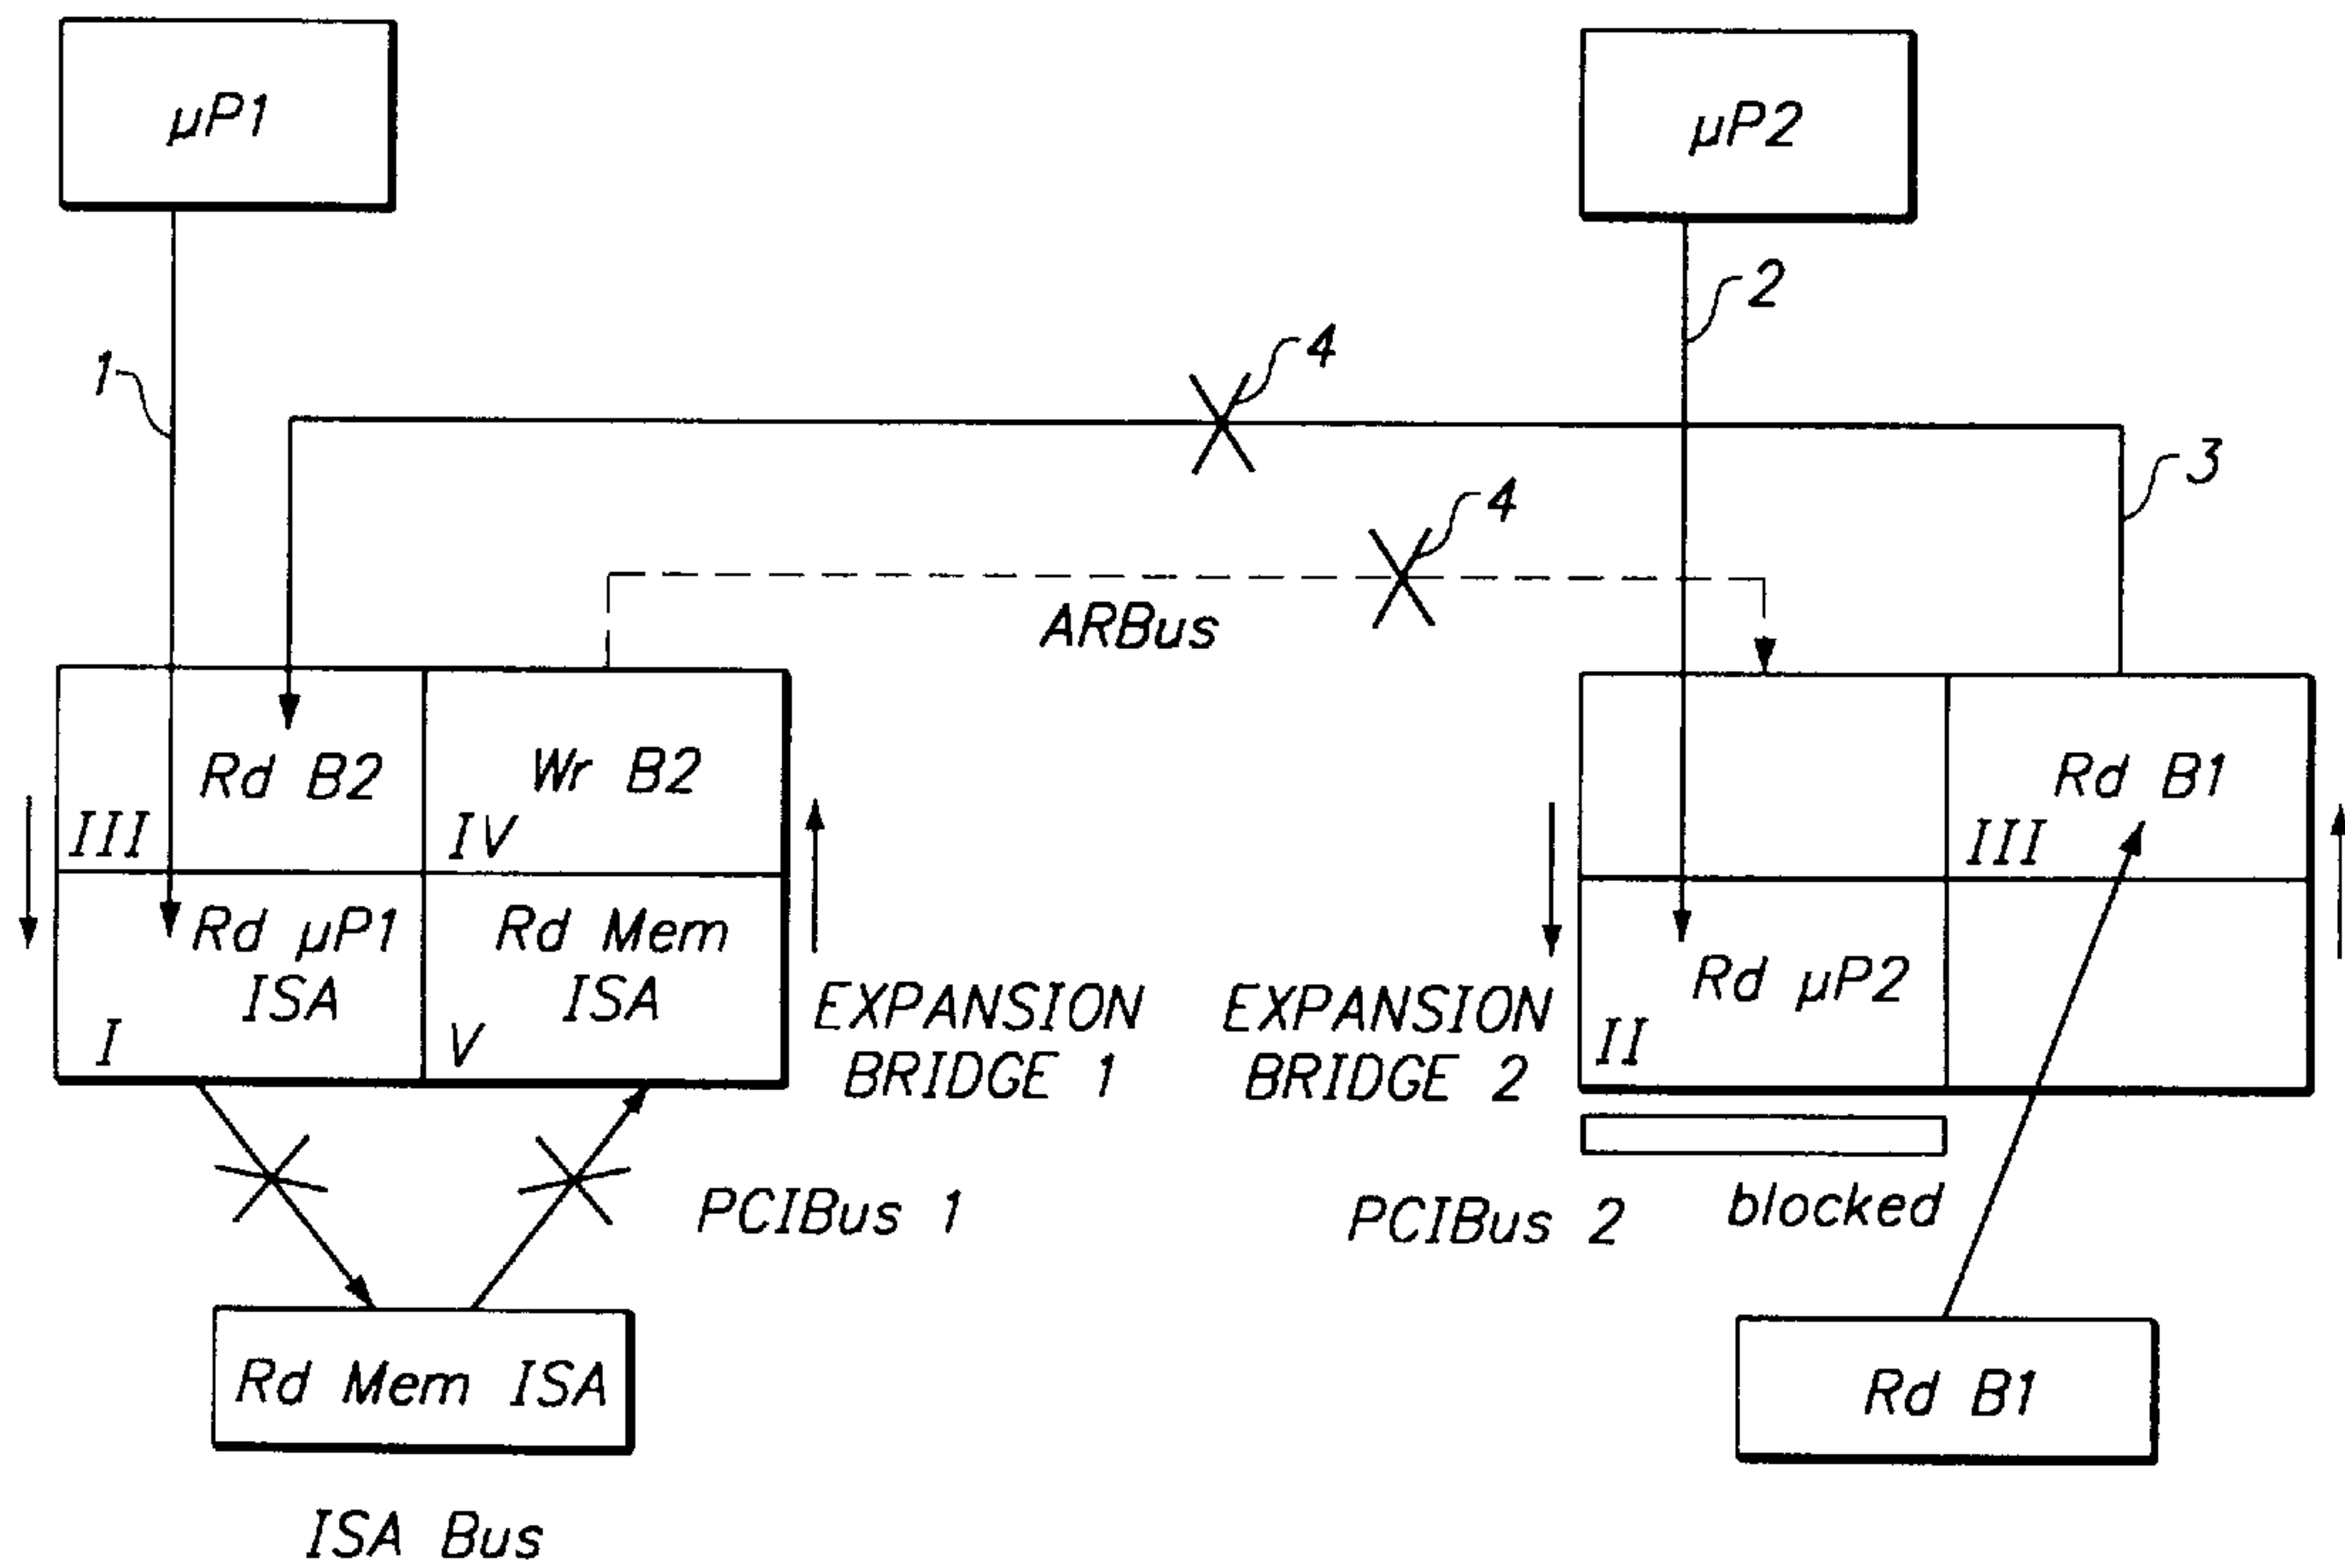 µP1
µP2
1
2
4
3
4
ARBus
Rd B2
III
Wr B2
IV
Rd B1
III
Rd µP1
ISA
I
Rd Mem
ISA
V
EXPANSION
BRIDGE 1
EXPANSION
BRIDGE 2
Rd µP2
II
PCIBus 1
PCIBus 2
blocked
Rd Mem ISA
Rd B1
ISA Bus